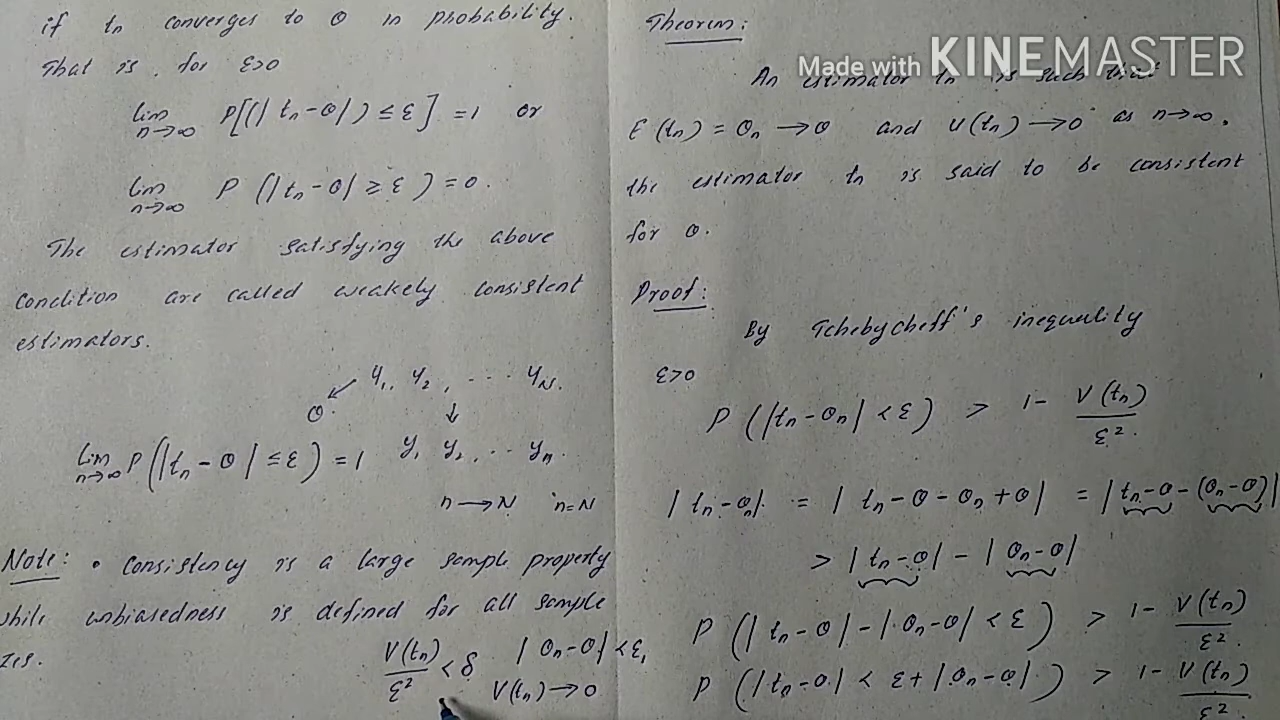 if tn converges to θ in probability.
That is, for ε>0
lim n→∞ P[(|tn-θ|) ≤ ε] = 1 or
lim n→∞ P(|tn-θ| ≥ ε) = 0.
The estimator satisfying the above
condition are called weakely consistent
estimators.
Y1, Y2, ... YN.
θ.
lim n→∞ P(|tn-θ| ≤ ε) = 1 y1 y2, ... yn.
n→N n=N
Note: • Consistency is a large sample property
while unbiasedness is defined for all sample
V(tn)/ε² < δ |θn-θ| < ε1
V(tn)→0
Theorem:
Made with KINEMASTER
An estimator tn is such that
E(tn) = θn → θ and V(tn) → 0 as n→∞,
the estimator tn is said to be consistent
for θ.
Proof:
By Tchebycheff's inequality
ε>0
P(|tn-θn| < ε) > 1 - V(tn)/ε².
|tn-θn| = |tn-θ-θn+θ| = |tn-θ-(θn-θ)|
> |tn-θ| - |θn-θ|
P(|tn-θ| - |θn-θ| < ε) > 1 - V(tn)/ε².
P(|tn-θ| < ε+|θn-θ|) > 1 - V(tn)/ε².